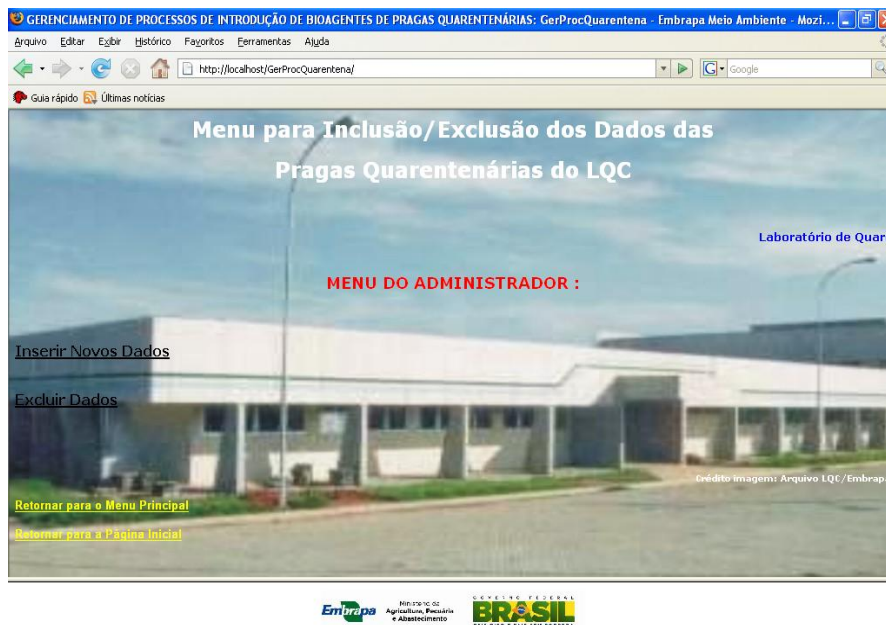 GERENCIAMENTO DE PROCESSOS DE INTRODUÇÃO DE BIOAGENTES DE PRAGAS QUARENTENÁRIAS: GerProcQuarentena - Embrapa Meio Ambiente - Mozi...
Arquivo Editar Exibir Histórico Favoritos Ferramentas Ajuda
http://localhost/GerProcQuarentena/
G Google
Guia rápido Últimas notícias
Menu para Inclusão/Exclusão dos Dados das
Pragas Quarentenárias do LQC
Laboratório de Quar
MENU DO ADMINISTRADOR :
Inserir Novos Dados
Excluir Dados
Crédito imagem: Arquivo LQC/Embrapa
Retornar para o Menu Principal
Retornar para a Página Inicial
Embrapa
Ministério da
Agricultura, Pecuária
e Abastecimento
GOVERNO FEDERAL
BRASIL